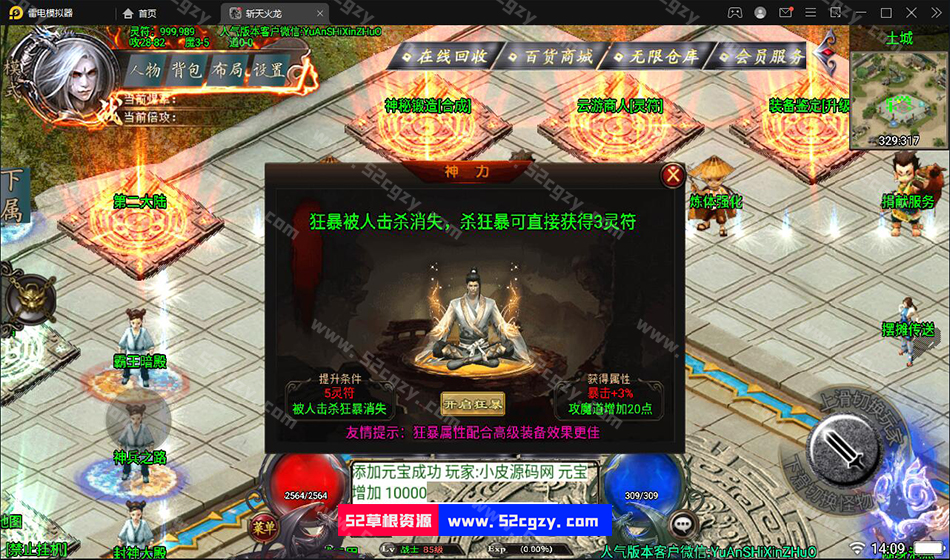 雷电模拟器
首页
斩天火龙
灵符：999,989
人气版本客户微信:YuAnSHiXinZHuO
攻28-82 魔3-5 道0-0
模式
人物 背包 布局 设置
在线回收
百货商城
无限仓库
会员服务
土城
329:317
当前倍攻：
神秘锻造[合成]
云游商人[灵符]
装备鉴定[升级
第二大陆
下属
炼体强化
捐献服务
摆摊传送
霸王暗殿
神兵之路
封神大殿
神 力
狂暴被人击杀消失，杀狂暴可直接获得3灵符
提升条件
5灵符
被人击杀狂暴消失
开启狂暴
获得属性
暴击+3%
攻魔道增加20点
友情提示：狂暴属性配合高级装备效果更佳
上滑切换玩家
下滑切换怪物
2564/2564
309/309
添加元宝成功 玩家:小皮源码网 元宝
增加 10000
52草根资源 www.52cgzy.com
地图
[禁止挂机]
菜单
Lv 战士 85级
Exp (0.00%)
人气版本客户微信:YuAnSHiXinZHuO
14:09
www.52cgzy.com